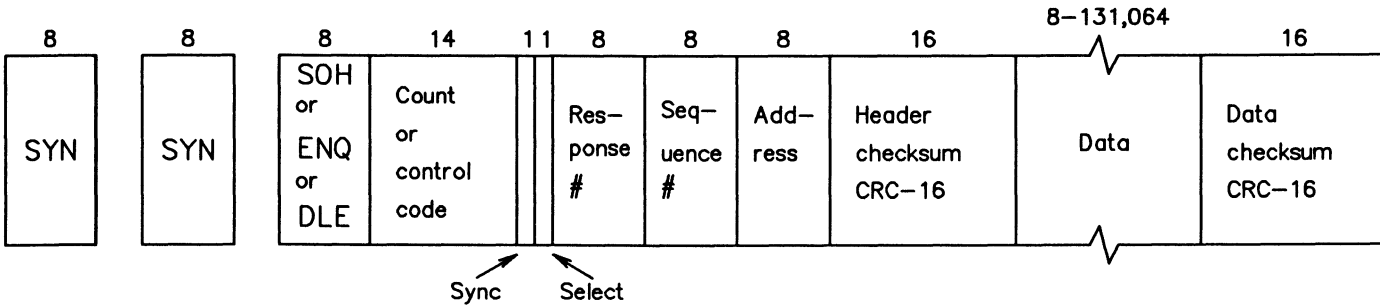 8 8 8 14 1 1 8 8 8 16 8–131,064 16
SYN
SYN
SOH
or
ENQ
or
DLE
Count
or
control
code
Res–
ponse
#
Seq–
uence
#
Add–
ress
Header
checksum
CRC–16
Data
Data
checksum
CRC–16
Sync
Select